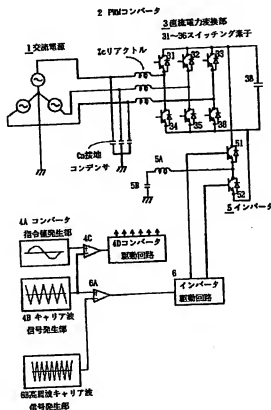 2 PWMコンバータ
1交流電源
2cリアクトル
3直流電力変換部
31~36スイッチング素子
31
32
33
38
34
35
36
Cn接地
コンデンサ
5A
5B
51
52
5インバータ
4A コンバータ
指令値発生部
4C
4Dコンバータ
駆動回路
6A
6
インバータ
駆動回路
4B キャリア波
信号発生部
6B高周波キャリア波
信号発生部